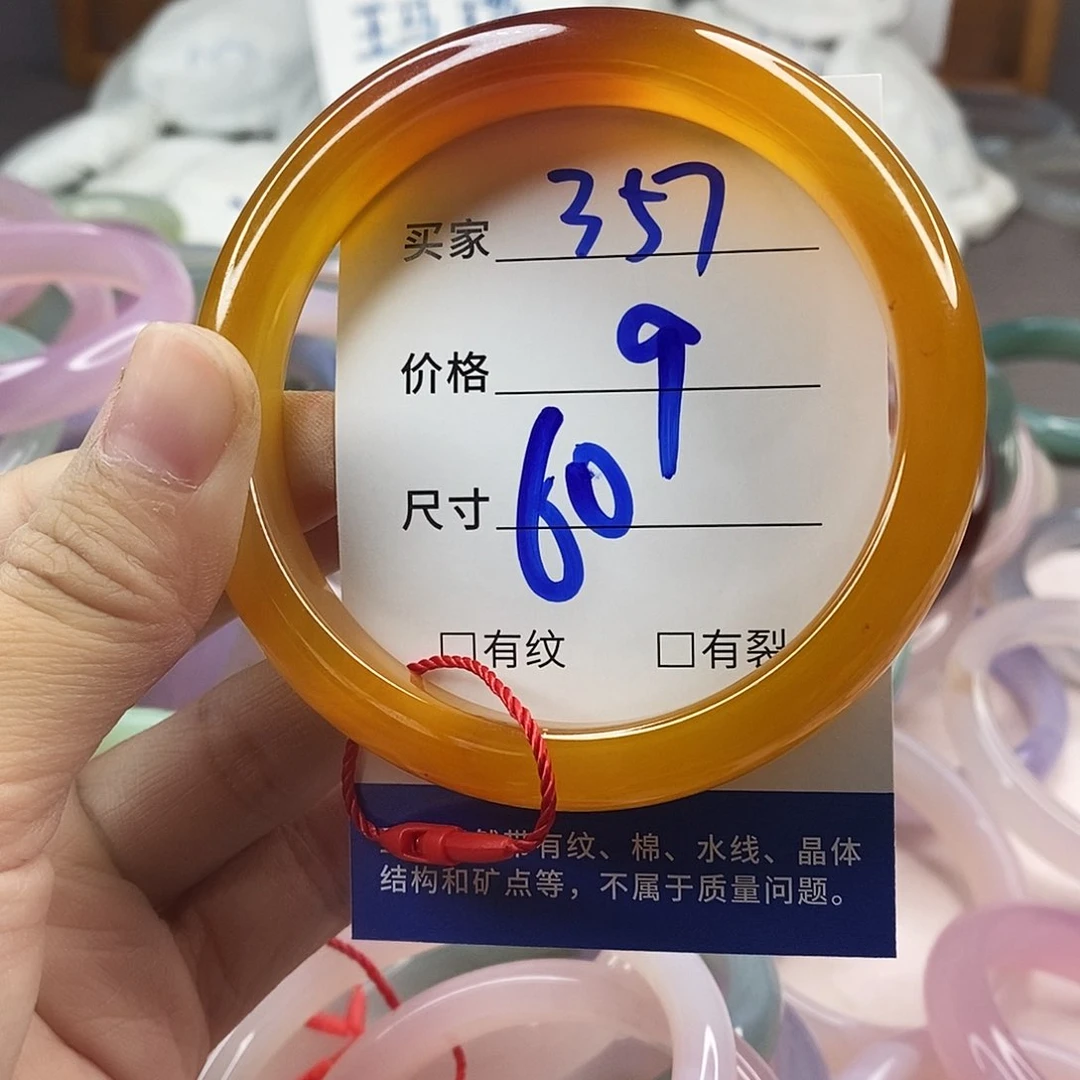 买家 357
价格 9
尺寸 60
□有纹 □有裂
带有纹、棉、水线、晶体
结构和矿点等，不属于质量问题。